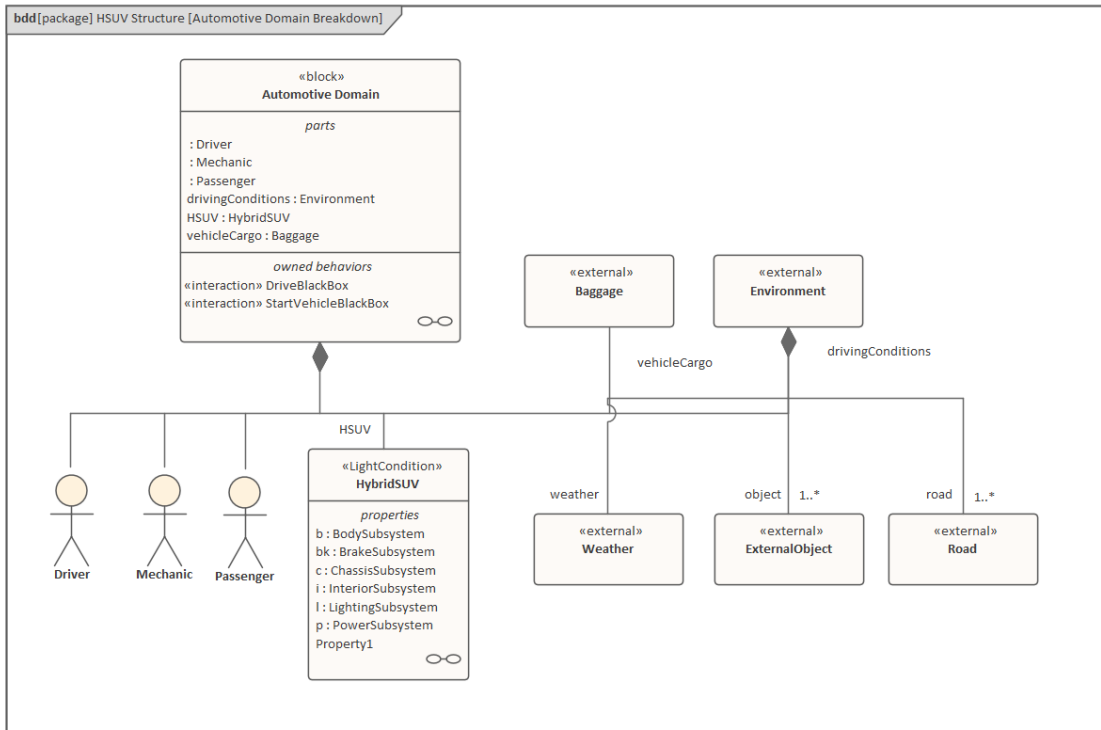 bdd [package] HSUV Structure [Automotive Domain Breakdown]
«block»
Automotive Domain
parts
: Driver
: Mechanic
: Passenger
drivingConditions : Environment
HSUV : HybridSUV
vehicleCargo : Baggage
owned behaviors
«interaction» DriveBlackBox
«interaction» StartVehicleBlackBox
«external»
Baggage
«external»
Environment
vehicleCargo
drivingConditions
HSUV
Driver
Mechanic
Passenger
«LightCondition»
HybridSUV
properties
b : BodySubsystem
bk : BrakeSubsystem
c : ChassisSubsystem
i : InteriorSubsystem
l : LightingSubsystem
p : PowerSubsystem
Property1
weather
object
1..*
road
1..*
«external»
Weather
«external»
ExternalObject
«external»
Road